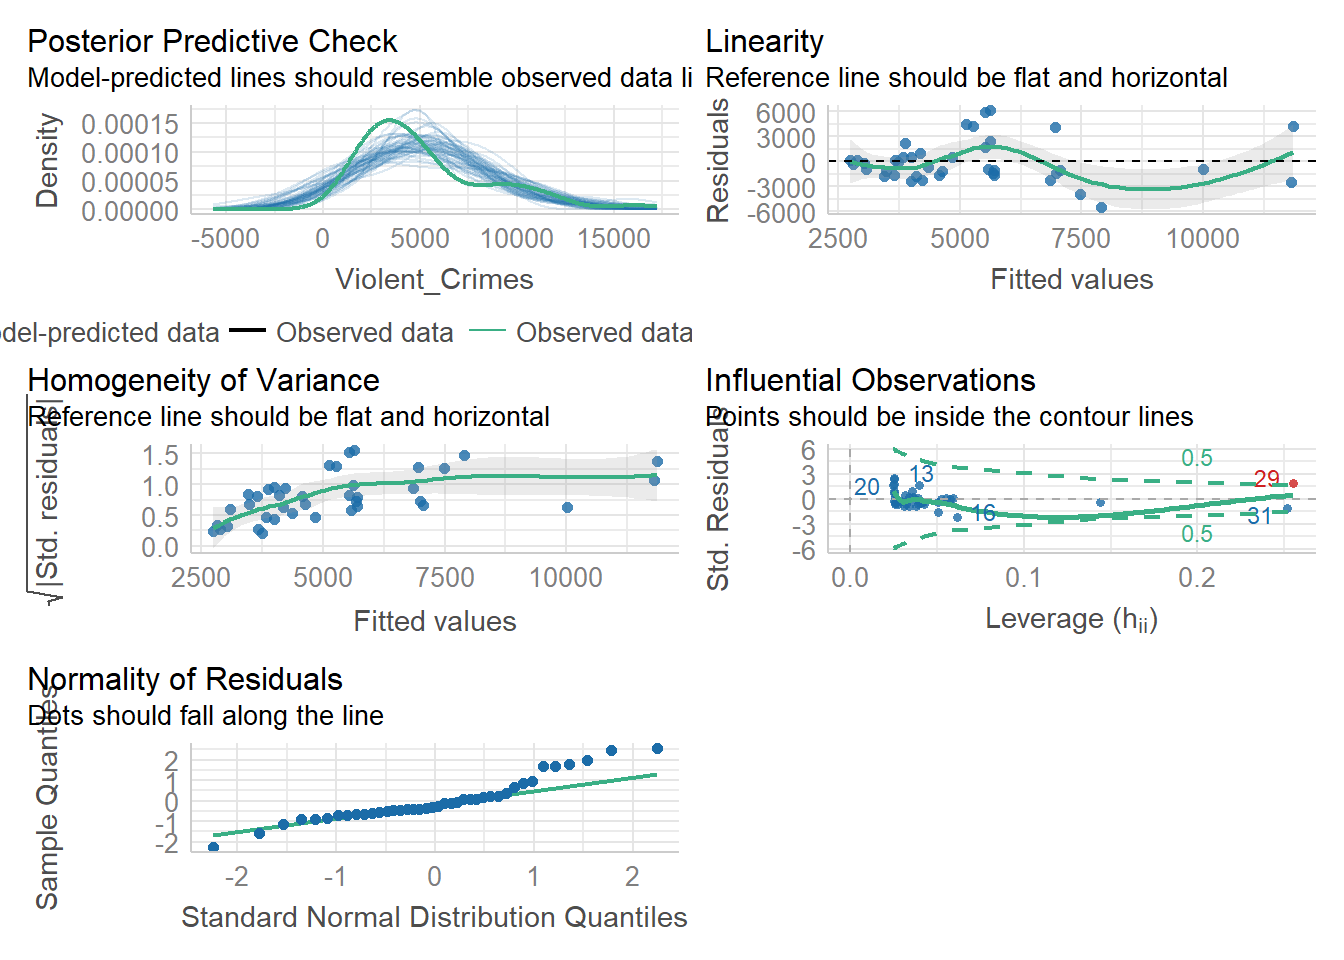 Posterior Predictive Check
Model-predicted lines should resemble observed data li
Density
0.00015
0.00010
0.00005
0.00000
-5000 0 5000 10000 15000
Violent_Crimes
del-predicted data Observed data Observed data
Linearity
Reference line should be flat and horizontal
Residuals
6000
3000
0
-3000
-6000
2500 5000 7500 10000
Fitted values
Homogeneity of Variance
Reference line should be flat and horizontal
√|Std. residuals|
1.5
1.0
0.5
0.0
2500 5000 7500 10000
Fitted values
Influential Observations
Points should be inside the contour lines
Std. Residuals
6
3
0
-3
-6
0.5
13
29
20
16
31
0.5
0.0 0.1 0.2
Leverage (hii)
Normality of Residuals
Dots should fall along the line
Sample Quantiles
2
1
0
-1
-2
-2 -1 0 1 2
Standard Normal Distribution Quantiles